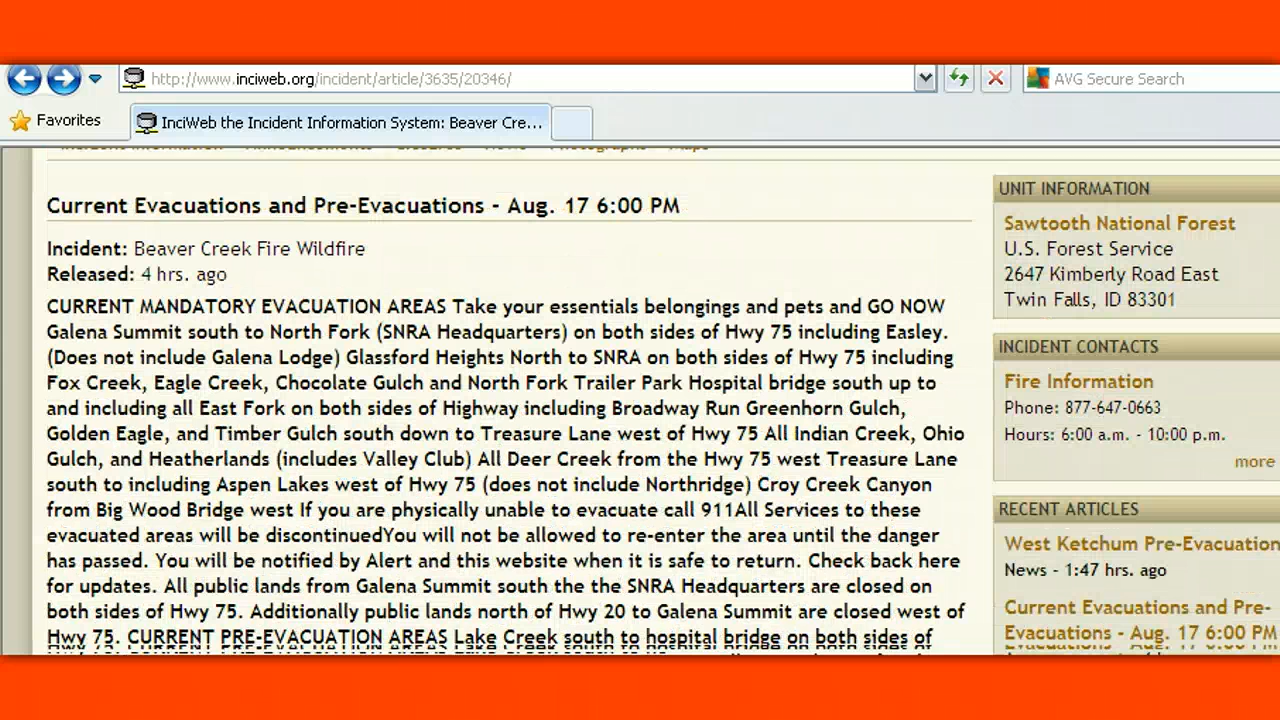 http://www.inciweb.org/incident/article/3635/20346/
AVG Secure Search
Favorites
InciWeb the Incident Information System: Beaver Cre...
Current Evacuations and Pre-Evacuations - Aug. 17 6:00 PM
Incident: Beaver Creek Fire Wildfire
Released: 4 hrs. ago
CURRENT MANDATORY EVACUATION AREAS Take your essentials belongings and pets and GO NOW
Galena Summit south to North Fork (SNRA Headquarters) on both sides of Hwy 75 including Easley.
(Does not include Galena Lodge) Glassford Heights North to SNRA on both sides of Hwy 75 including
Fox Creek, Eagle Creek, Chocolate Gulch and North Fork Trailer Park Hospital bridge south up to
and including all East Fork on both sides of Highway including Broadway Run Greenhorn Gulch,
Golden Eagle, and Timber Gulch south down to Treasure Lane west of Hwy 75 All Indian Creek, Ohio
Gulch, and Heatherlands (includes Valley Club) All Deer Creek from the Hwy 75 west Treasure Lane
south to including Aspen Lakes west of Hwy 75 (does not include Northridge) Croy Creek Canyon
from Big Wood Bridge west If you are physically unable to evacuate call 911All Services to these
evacuated areas will be discontinuedYou will not be allowed to re-enter the area until the danger
has passed. You will be notified by Alert and this website when it is safe to return. Check back here
for updates. All public lands from Galena Summit south the the SNRA Headquarters are closed on
both sides of Hwy 75. Additionally public lands north of Hwy 20 to Galena Summit are closed west of
Hwy 75. CURRENT PRE-EVACUATION AREAS Lake Creek south to hospital bridge on both sides of
UNIT INFORMATION
Sawtooth National Forest
U.S. Forest Service
2647 Kimberly Road East
Twin Falls, ID 83301
INCIDENT CONTACTS
Fire Information
Phone: 877-647-0663
Hours: 6:00 a.m. - 10:00 p.m.
more
RECENT ARTICLES
West Ketchum Pre-Evacuation
News - 1:47 hrs. ago
Current Evacuations and Pre-
Evacuations - Aug. 17 6:00 PM